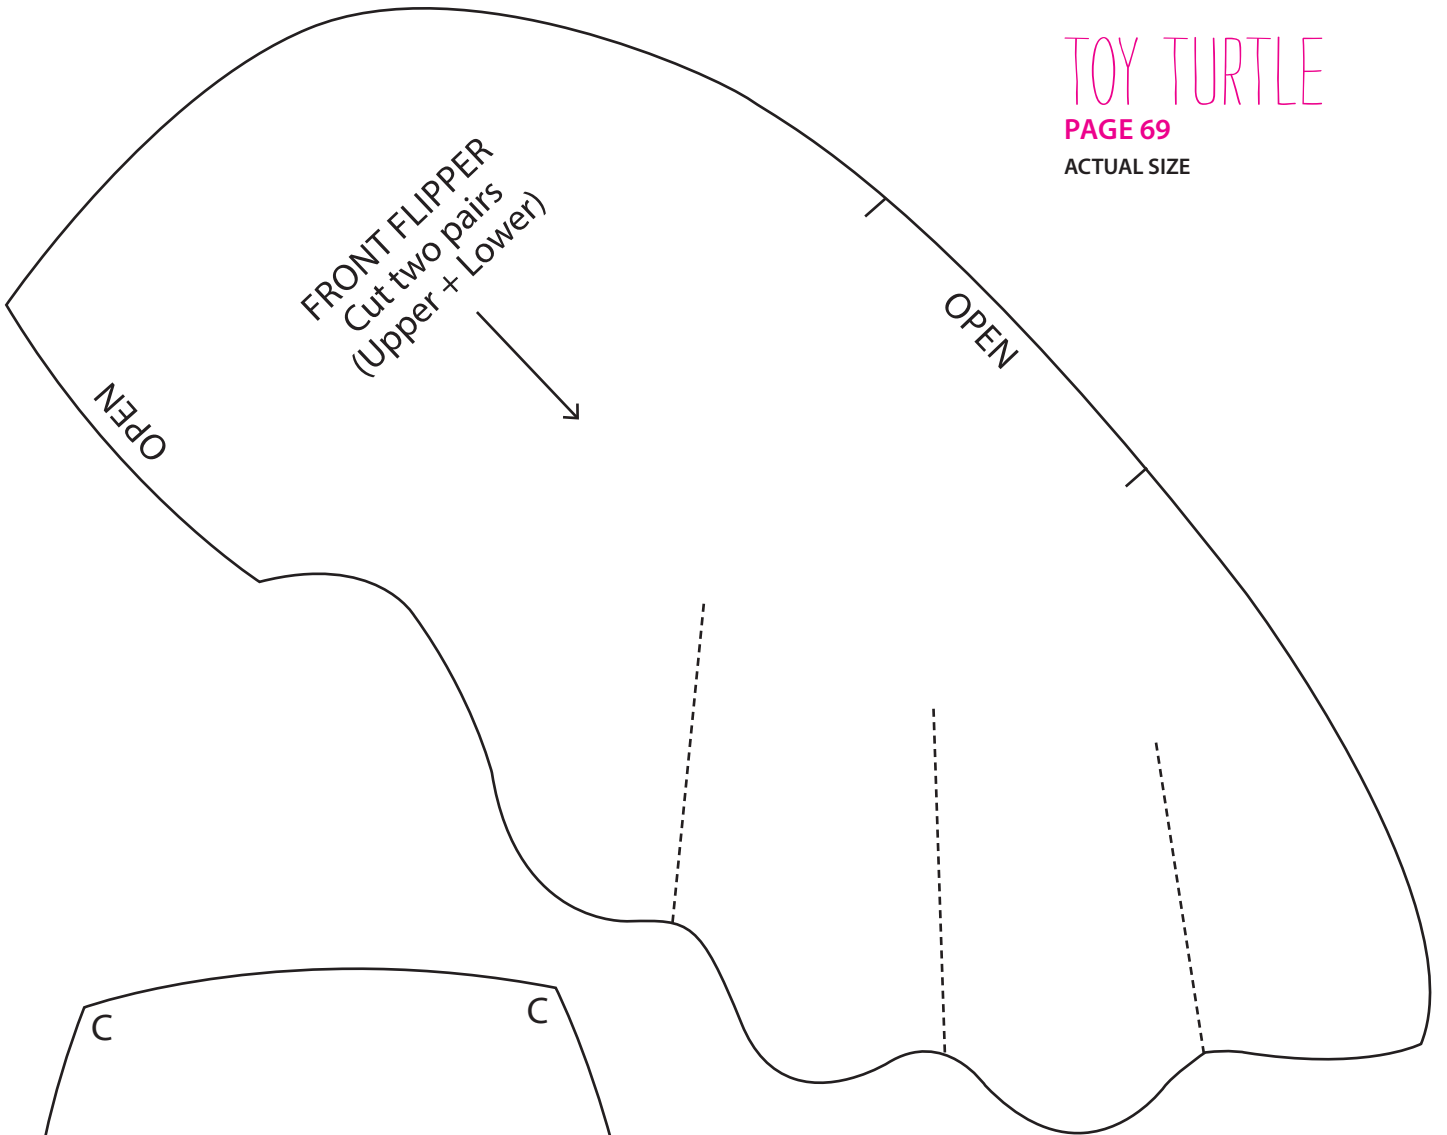 TOY TURTLE
PAGE 69
ACTUAL SIZE
FRONT FLIPPER
Cut two pairs
(Upper + Lower)
OPEN
OPEN
C
C